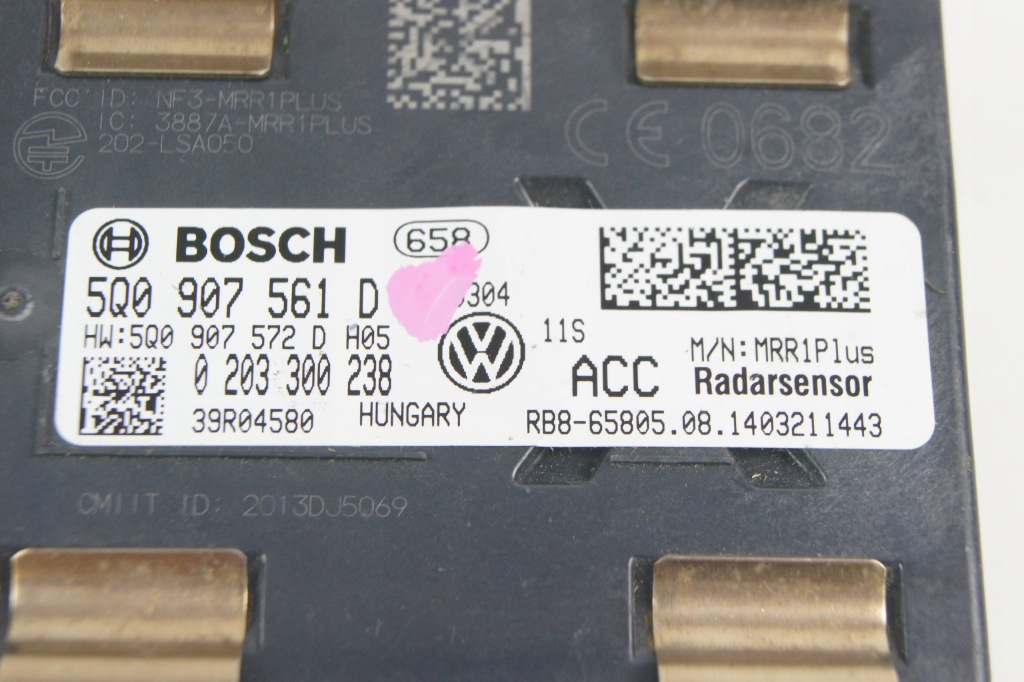 FCC ID: NF3-MRR1PLUS
IC: 3887A-MRR1PLUS
202-LSA050
CE 0682
BOSCH 658
5Q0 907 561 D
HW:5Q0 907 572 D H05
11S
0 203 300 238
ACC
M/N:MRR1Plus
Radarsensor
39R04580 HUNGARY
RB8-65805.08.1403211443
CMIIT ID: 2013DJ5069